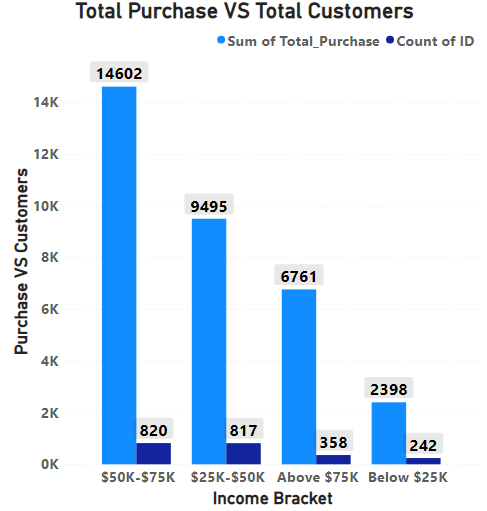 Total Purchase VS Total Customers
Sum of Total_Purchase Count of ID
Purchase VS Customers
14K
12K
10K
8K
6K
4K
2K
0K
14602
820
9495
817
6761
358
2398
242
$50K-$75K $25K-$50K Above $75K Below $25K
Income Bracket